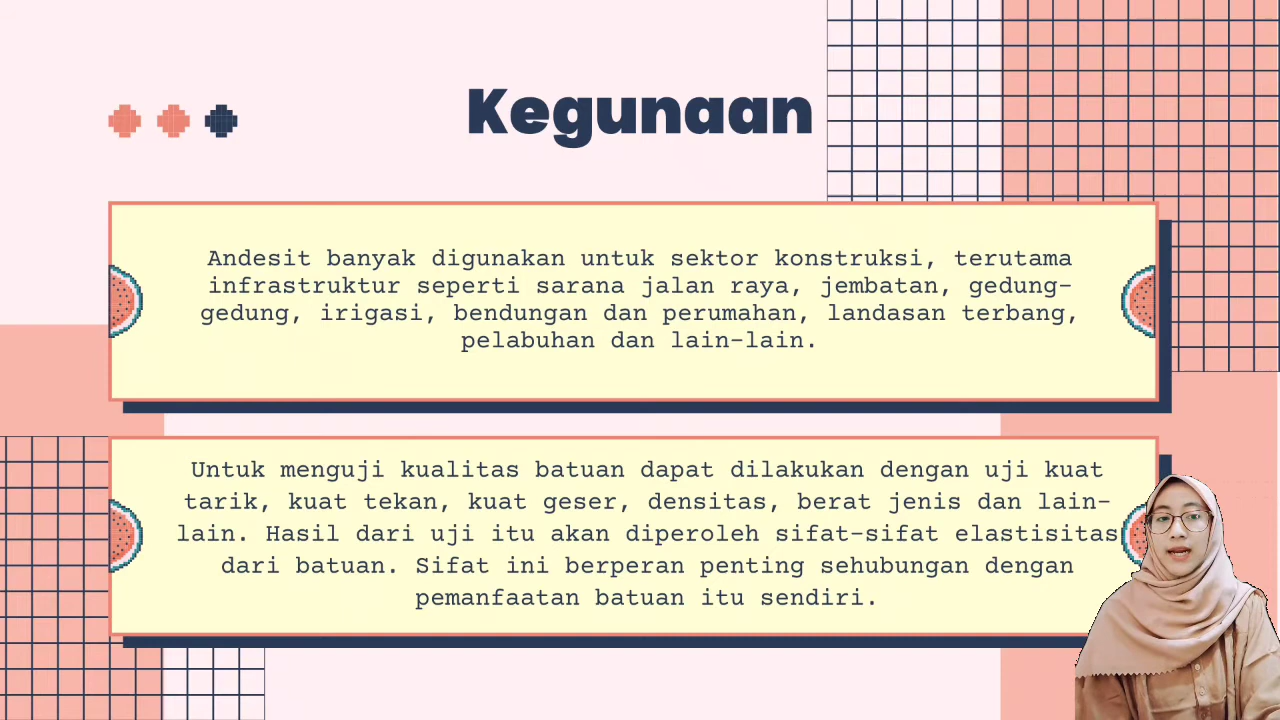 Kegunaan
Andesit banyak digunakan untuk sektor konstruksi, terutama
infrastruktur seperti sarana jalan raya, jembatan, gedung-
gedung, irigasi, bendungan dan perumahan, landasan terbang,
pelabuhan dan lain-lain.
Untuk menguji kualitas batuan dapat dilakukan dengan uji kuat
tarik, kuat tekan, kuat geser, densitas, berat jenis dan lain-
lain. Hasil dari uji itu akan diperoleh sifat-sifat elastisitas
dari batuan. Sifat ini berperan penting sehubungan dengan
pemanfaatan batuan itu sendiri.